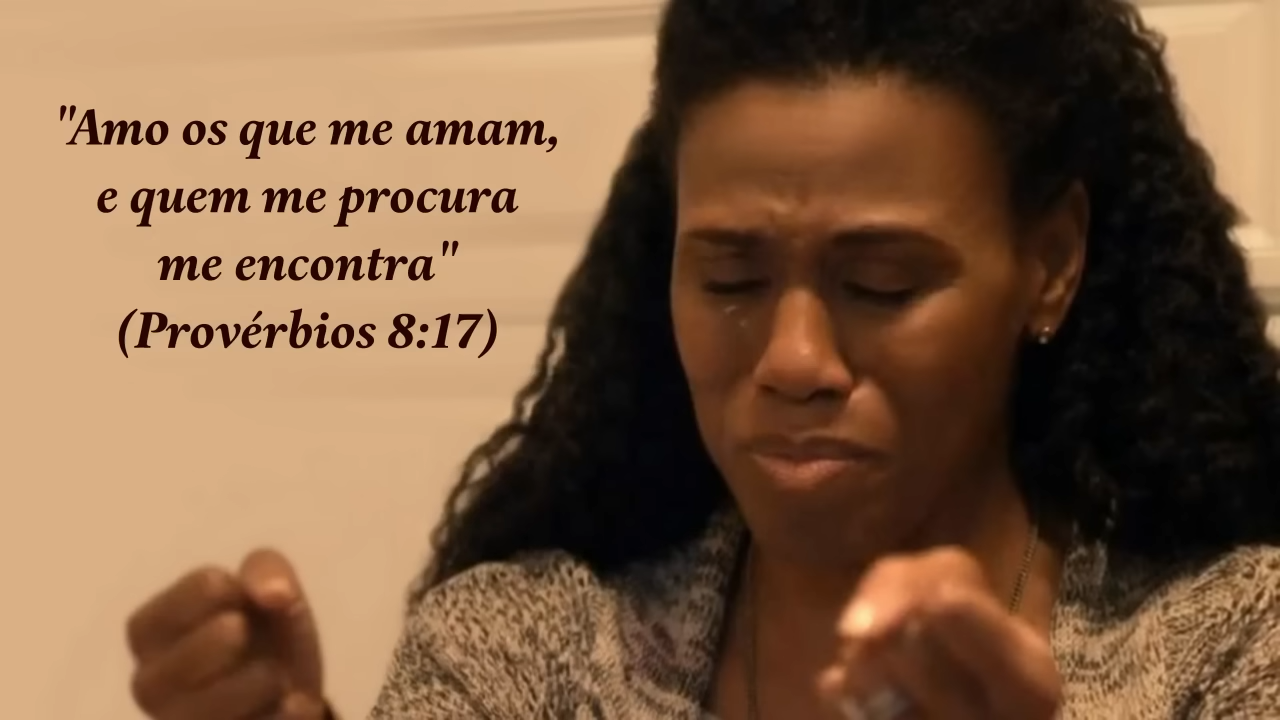 "Amo os que me amam,
e quem me procura
me encontra"
(Provérbios 8:17)